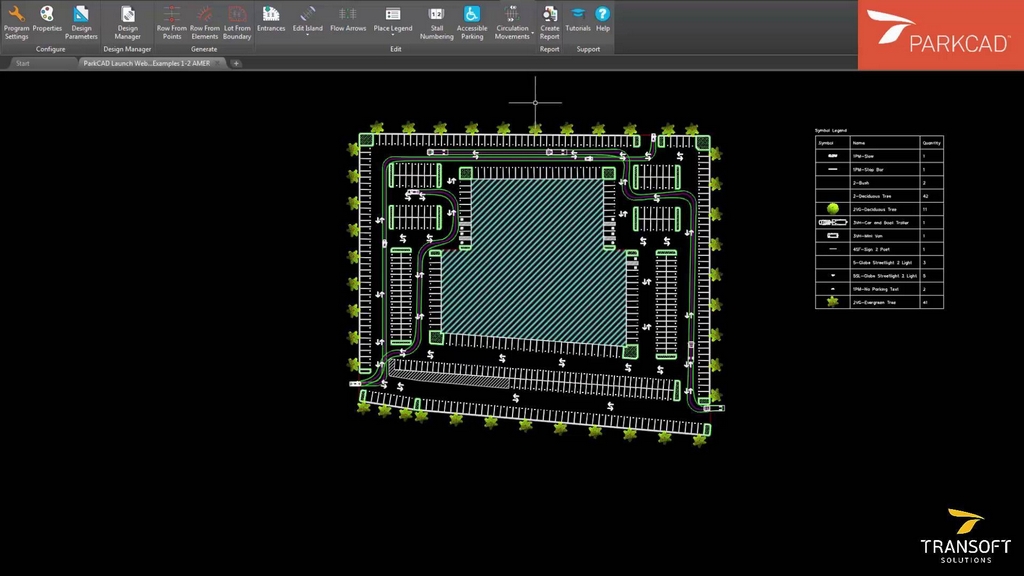 Program Settings
Properties
Design Parameters
Design Manager
Row From Points
Row From Elements
Lot From Boundary
Entrances
Edit Island
Flow Arrows
Place Legend
Stall Numbering
Accessible Parking
Circulation Movements
Create Report
Tutorials
Help
Configure
Design Manager
Generate
Edit
Report
Support
PARKCAD
Start
ParkCAD Launch Web...Examples 1-2 AMER
Symbol Legend
Symbol Name Quantity
1
1PM-Stop Bar 1
2-Bush 2
2-Deciduous Tree 42
2VG-Deciduous Tree 11
3VH-Car and Boat Trailer 1
3VH-Mini Van 1
4SF-Sign 2 Post 1
5-Globe Streetlight 2 Light 3
5SL-Globe Streetlight 2 Light
1PM-No Parking Text 2
2VG-Evergreen Tree 41
TRANSOFT
SOLUTIONS